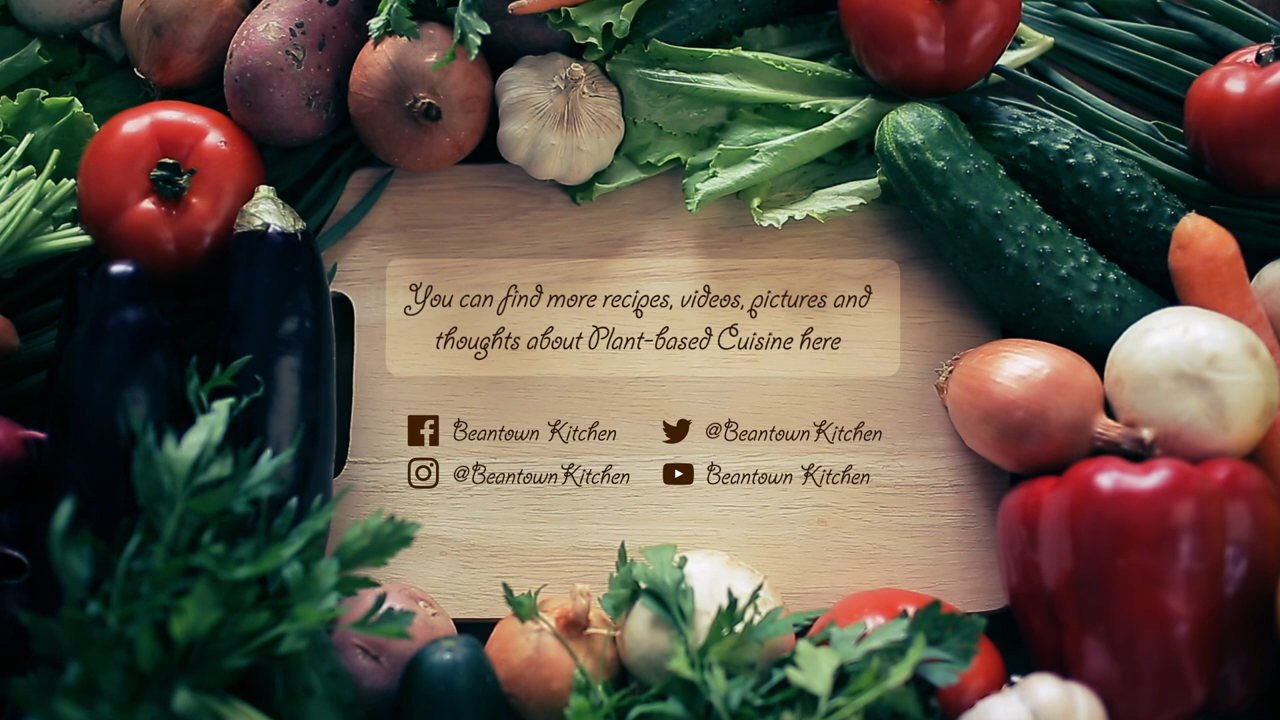 You can find more recipes, videos, pictures and
thoughts about Plant-based Cuisine here
Beantown Kitchen
@BeantownKitchen
@BeantownKitchen
Beantown Kitchen